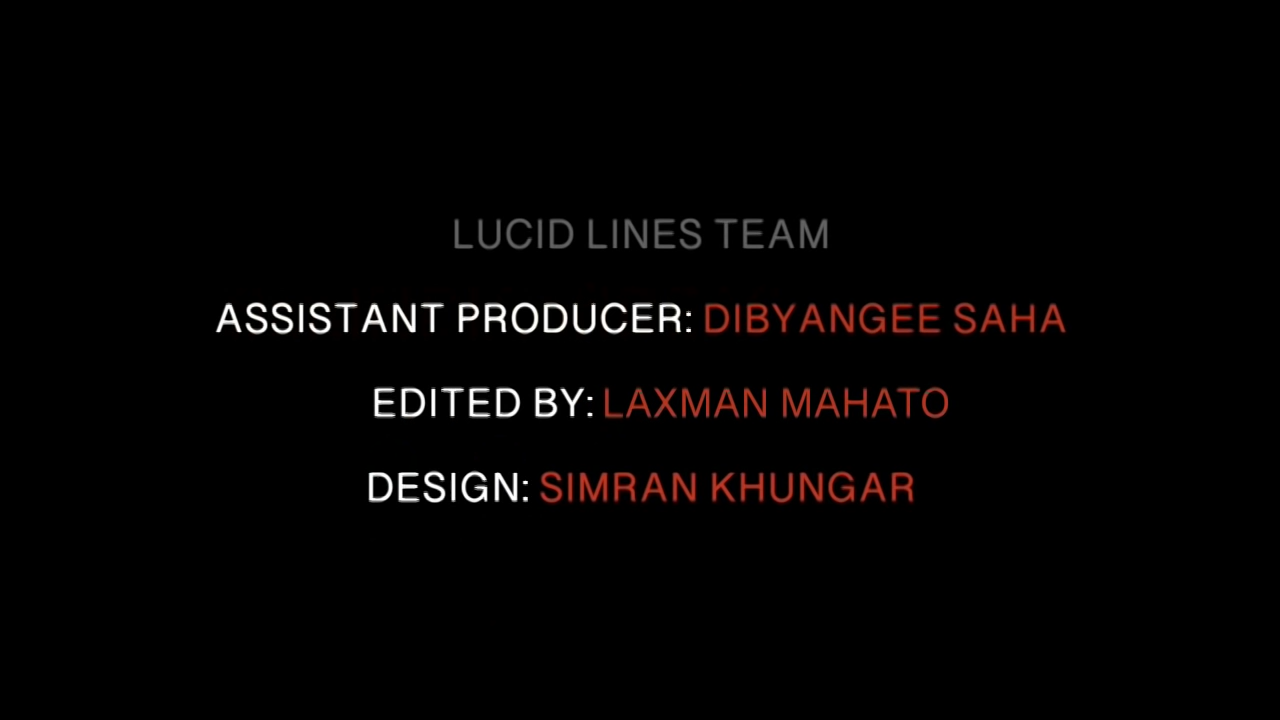 LUCID LINES TEAM
ASSISTANT PRODUCER: DIBYANGEE SAHA
EDITED BY: LAXMAN MAHATO
DESIGN: SIMRAN KHUNGAR